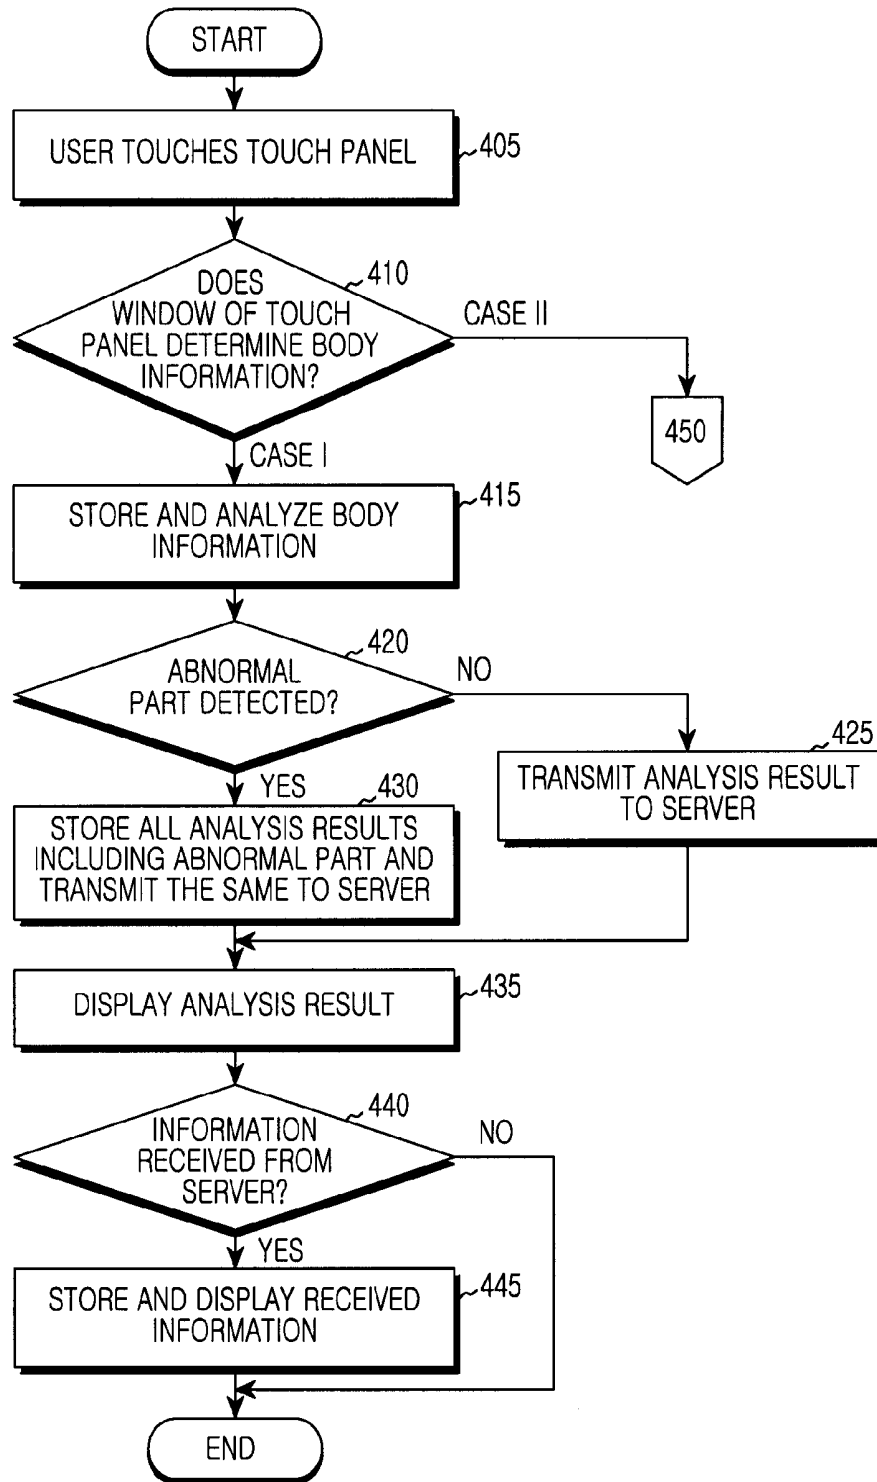 START
USER TOUCHES TOUCH PANEL
405
DOES
WINDOW OF TOUCH
PANEL DETERMINE BODY
INFORMATION?
410
CASE II
450
CASE I
STORE AND ANALYZE BODY
INFORMATION
415
ABNORMAL
PART DETECTED?
420
NO
425
TRANSMIT ANALYSIS RESULT
TO SERVER
YES
430
STORE ALL ANALYSIS RESULTS
INCLUDING ABNORMAL PART AND
TRANSMIT THE SAME TO SERVER
DISPLAY ANALYSIS RESULT
435
INFORMATION
RECEIVED FROM
SERVER?
440
NO
YES
STORE AND DISPLAY RECEIVED
INFORMATION
445
END